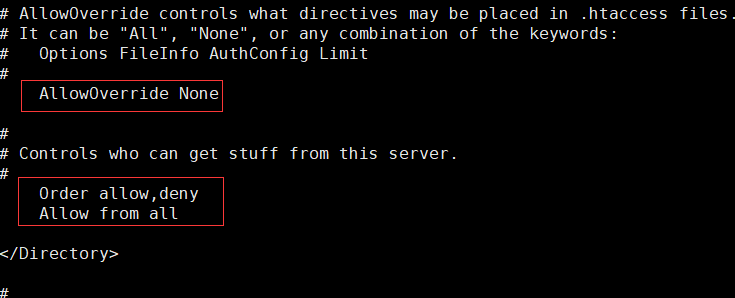 # AllowOverride controls what directives may be placed in .htaccess files.
# It can be "All", "None", or any combination of the keywords:
#   Options FileInfo AuthConfig Limit
#
    AllowOverride None
#
# Controls who can get stuff from this server.
#
    Order allow,deny
    Allow from all
</Directory>
#